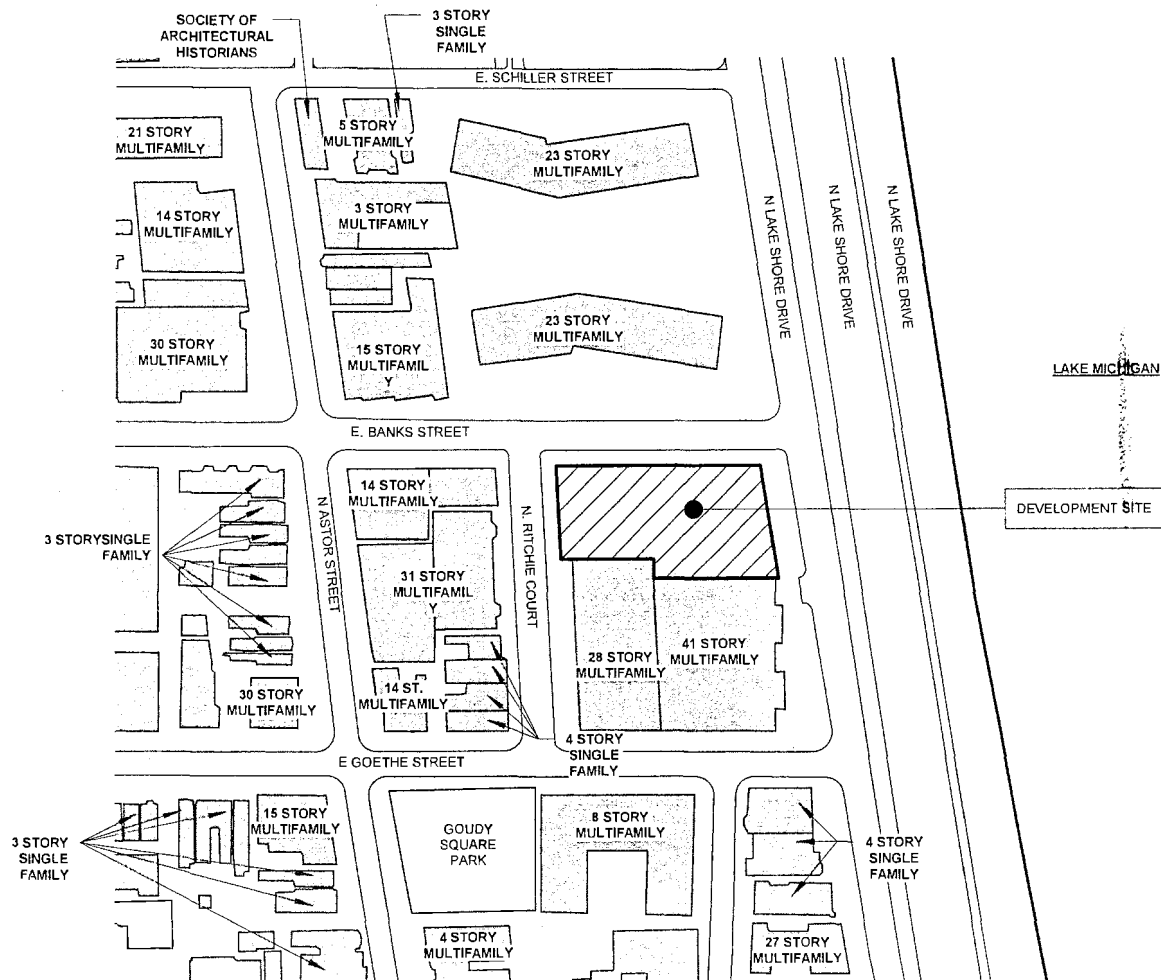 SOCIETY OF
ARCHITECTURAL
HISTORIANS
3 STORY
SINGLE
FAMILY
E. SCHILLER STREET
21 STORY
MULTIFAMILY
5 STORY
MULTIFAMILY
23 STORY
MULTIFAMILY
14 STORY
MULTIFAMILY
3 STORY
MULTIFAMILY
N LAKE SHORE DRIVE
N LAKE SHORE DRIVE
N LAKE SHORE DRIVE
30 STORY
MULTIFAMILY
15 STORY
MULTIFAMIL
Y
23 STORY
MULTIFAMILY
LAKE MICHIGAN
E. BANKS STREET
3 STORYSINGLE
FAMILY
N ASTOR STREET
14 STORY
MULTIFAMILY
31 STORY
MULTIFAMIL
Y
N. RITCHIE COURT
DEVELOPMENT SITE
28 STORY
MULTIFAMILY
41 STORY
MULTIFAMILY
30 STORY
MULTIFAMILY
14 ST.
MULTIFAMILY
4 STORY
SINGLE
FAMILY
E GOETHE STREET
3 STORY
SINGLE
FAMILY
15 STORY
MULTIFAMILY
GOUDY
SQUARE
PARK
8 STORY
MULTIFAMILY
4 STORY
SINGLE
FAMILY
4 STORY
MULTIFAMILY
27 STORY
MULTIFAMILY